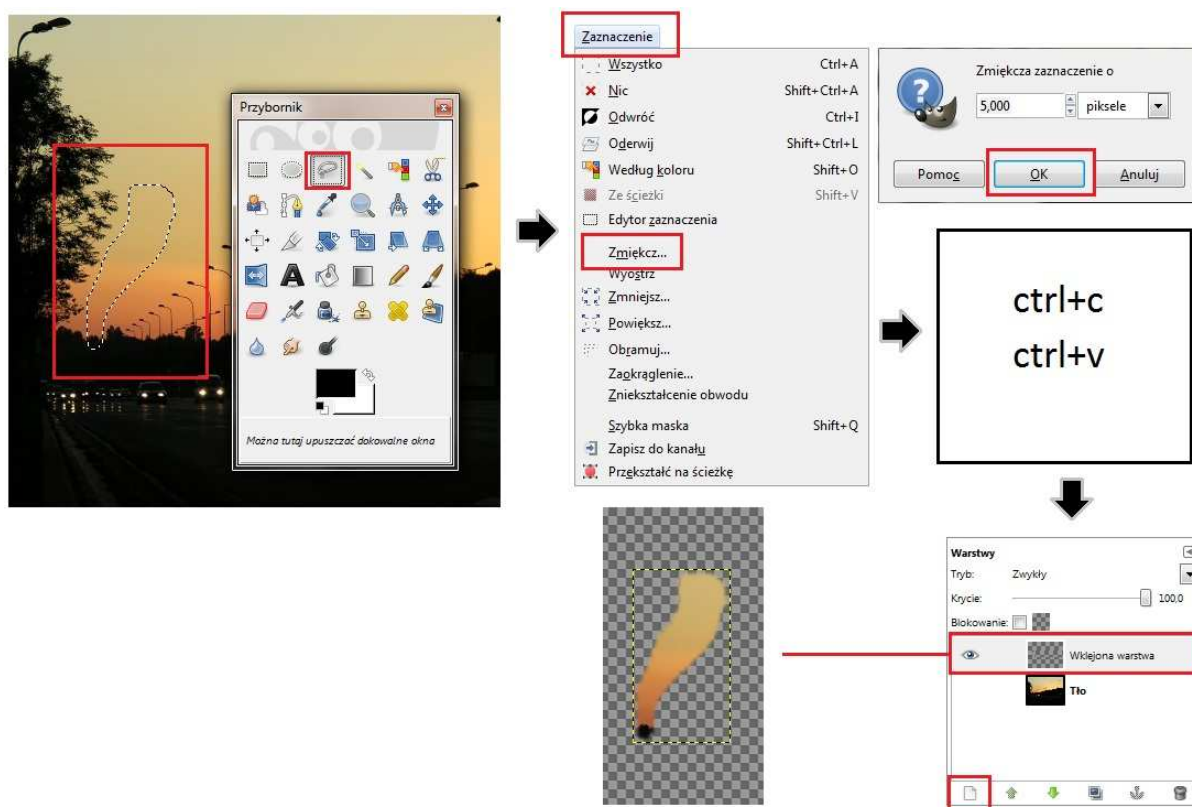 Przybornik
Można tutaj upuszczać dokowalne okna
Zaznaczenie
Wszystko Ctrl+A
Nic Shift+Ctrl+A
Odwróć Ctrl+I
Oderwij Shift+Ctrl+L
Według koloru Shift+O
Ze ścieżki Shift+V
Edytor zaznaczenia
Zmiękcz...
Wyostrz
Zmniejsz...
Powiększ...
Obramuj...
Zaokrąglenie...
Zniekształcenie obwodu
Szybka maska Shift+Q
Zapisz do kanału
Przekształć na ścieżkę
Zmiękcza zaznaczenie o
5,000 piksele
Pomoc OK Anuluj
ctrl+c
ctrl+v
Warstwy
Tryb: Zwykły
Krycie: 100,0
Blokowanie:
Wklejona warstwa
Tło